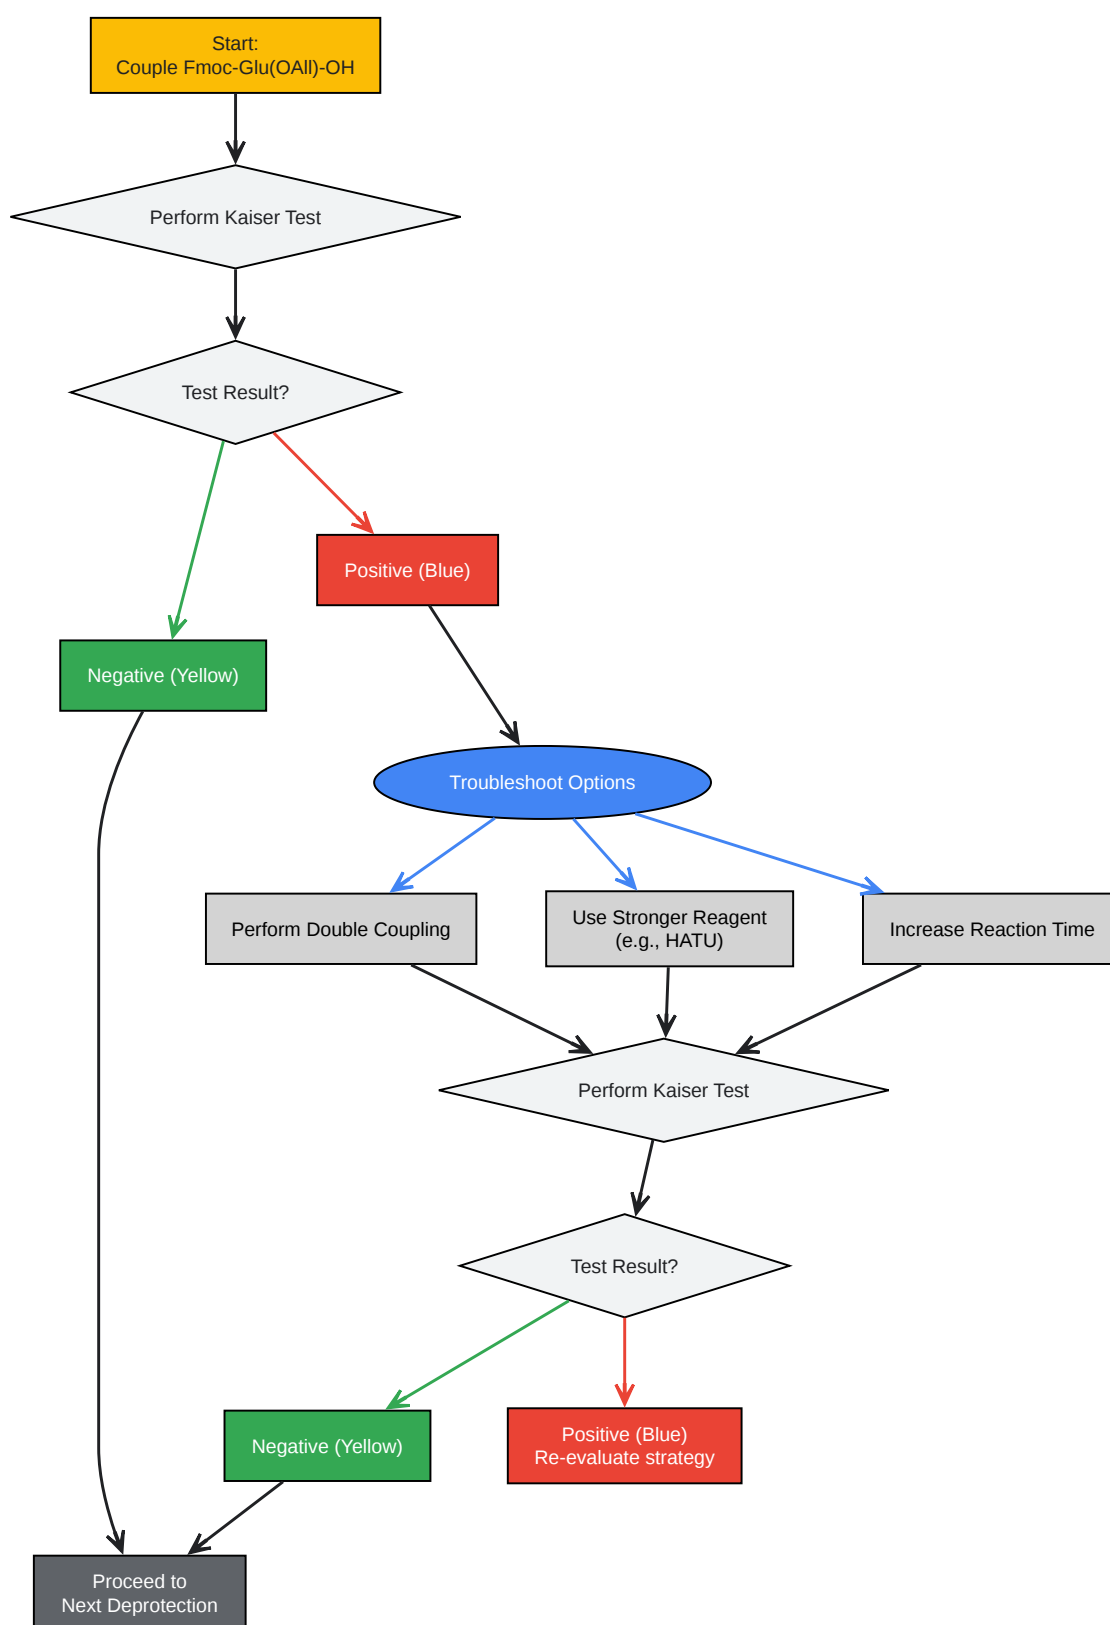 Start:
Couple Fmoc-Glu(OAll)-OH
Perform Kaiser Test
Test Result?
Positive (Blue)
Negative (Yellow)
Troubleshoot Options
Perform Double Coupling
Use Stronger Reagent
(e.g., HATU)
Increase Reaction Time
Perform Kaiser Test
Test Result?
Negative (Yellow)
Positive (Blue)
Re-evaluate strategy
Proceed to
Next Deprotection